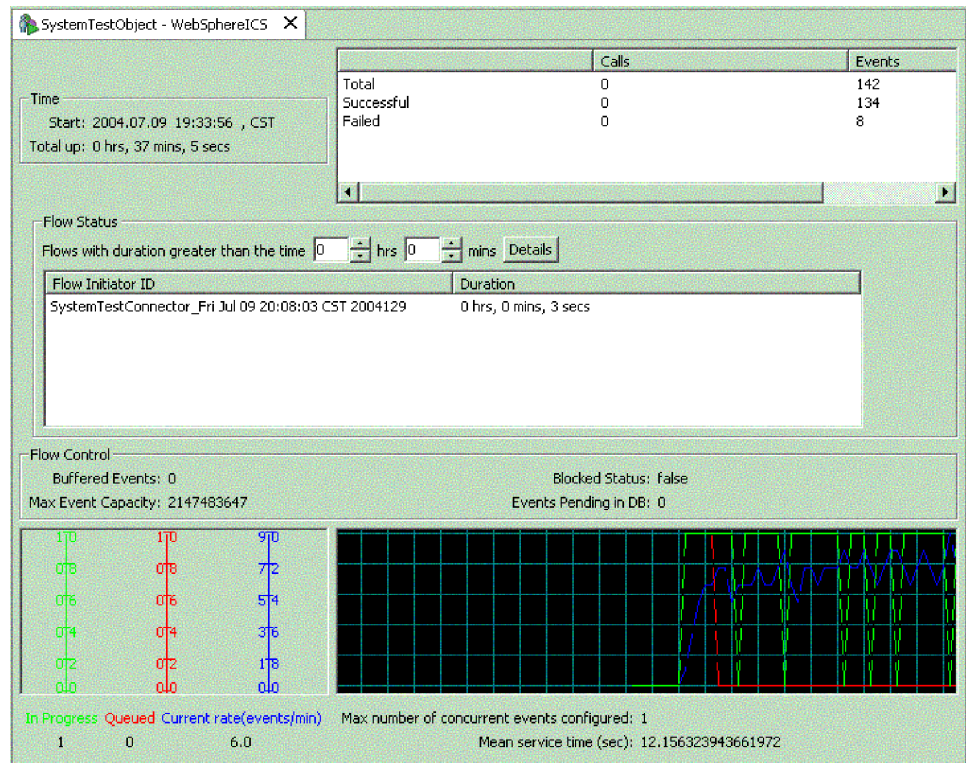 SystemTestObject - WebSphereICS X
Calls Events
Total 0 142
Successful 0 134
Failed 0 8
Time
Start: 2004.07.09 19:33:56 , CST
Total up: 0 hrs, 37 mins, 5 secs
Flow Status
Flows with duration greater than the time 0 hrs 0 mins Details
Flow Initiator ID Duration
SystemTestConnector_Fri Jul 09 20:08:03 CST 2004129 0 hrs, 0 mins, 3 secs
Flow Control
Buffered Events: 0 Blocked Status: false
Max Event Capacity: 2147483647 Events Pending in DB: 0
1.0 1.0 9.0
0.8 0.8 7.2
0.6 0.6 5.4
0.4 0.4 3.6
0.2 0.2 1.8
0.0 0.0 0.0
In Progress Queued Current rate(events/min) Max number of concurrent events configured: 1
1 0 6.0 Mean service time (sec): 12.156323943661972